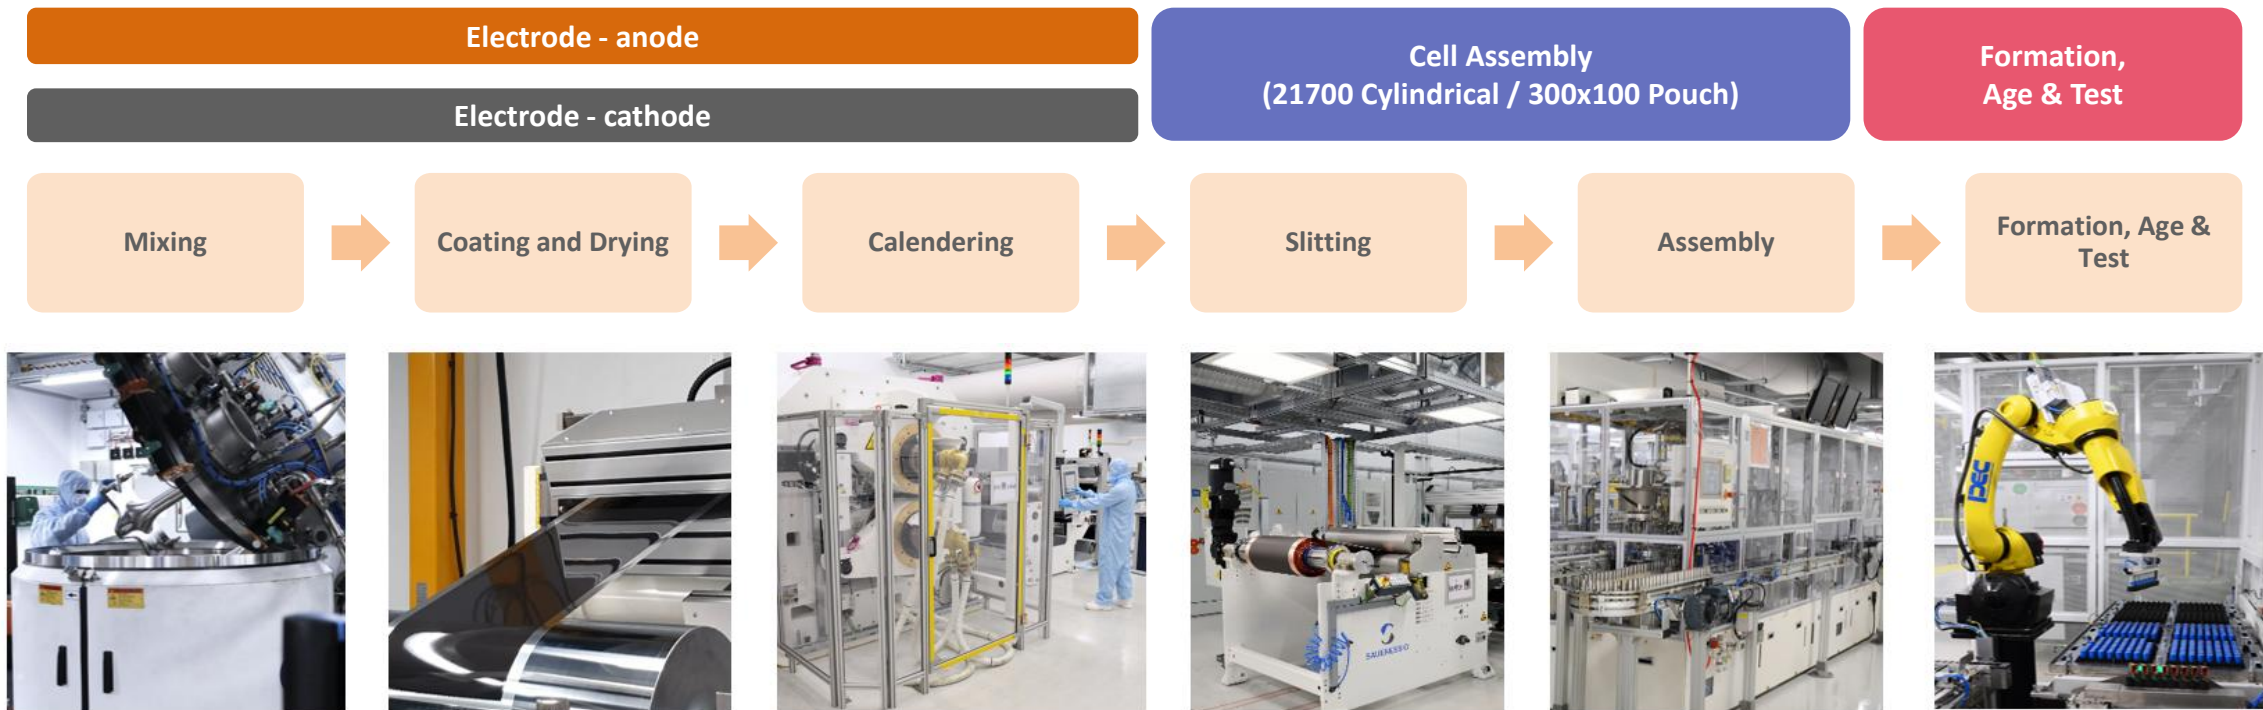 Electrode - anode
Electrode - cathode
Cell Assembly
(21700 Cylindrical / 300x100 Pouch)
Formation,
Age & Test
Mixing
Coating and Drying
Calendering
Slitting
Assembly
Formation, Age &
Test